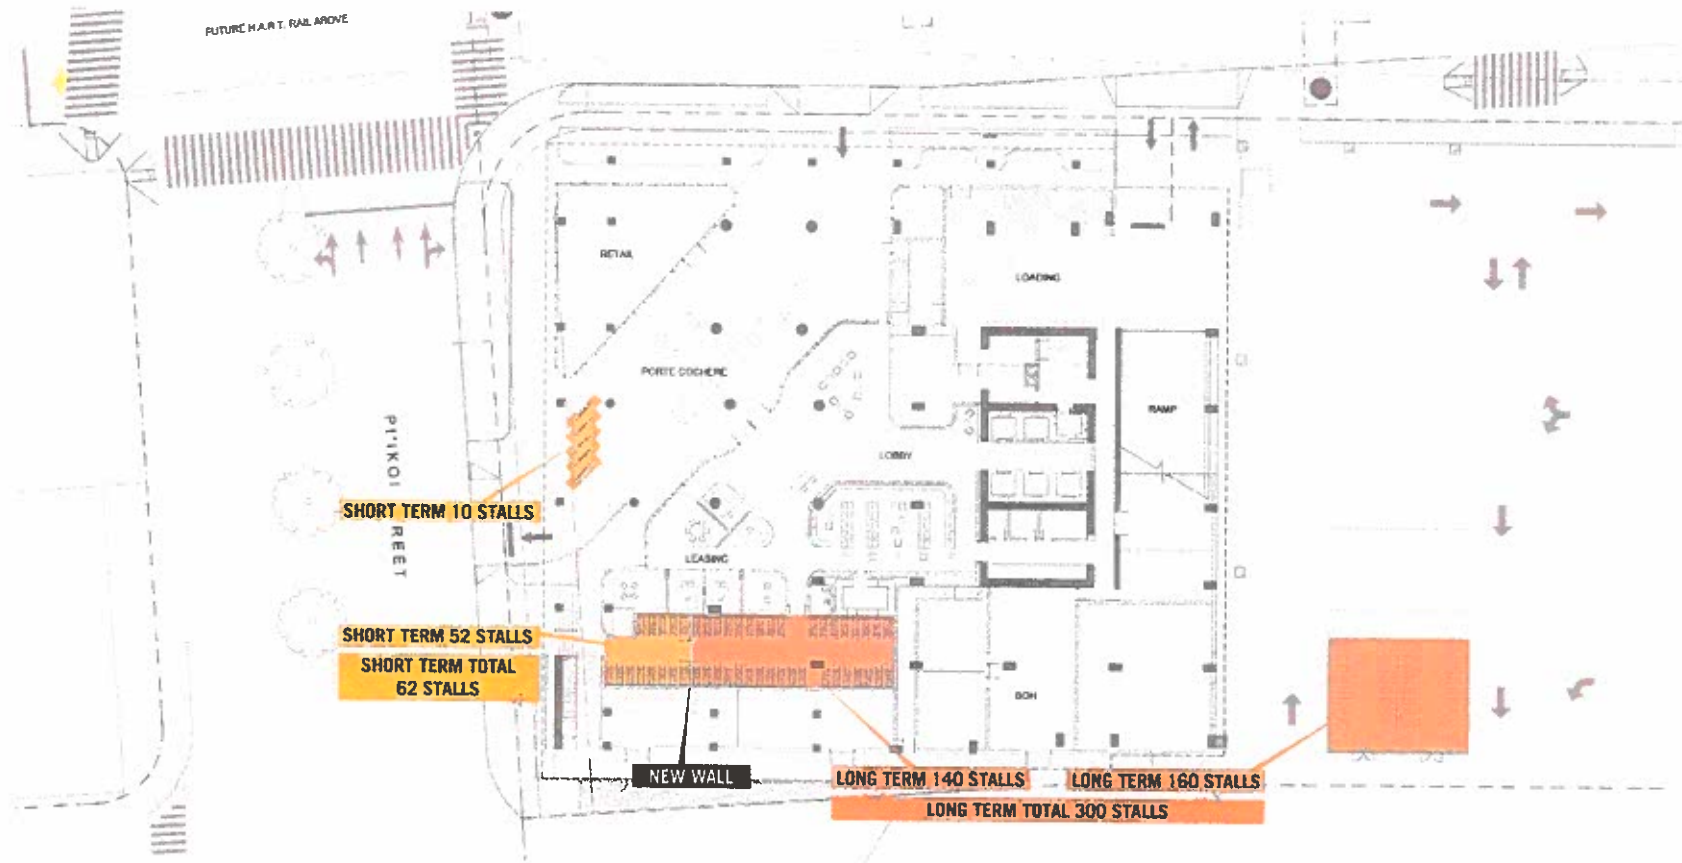 FUTURE H.A.R.T. RAIL ABOVE
RETAIL
LOADING
PORTE COCHERE
RAMP
LOBBY
PI'IKOI
REET
SHORT TERM 10 STALLS
LEASING
SHORT TERM 52 STALLS
SHORT TERM TOTAL
62 STALLS
BOH
NEW WALL
LONG TERM 140 STALLS
LONG TERM 160 STALLS
LONG TERM TOTAL 300 STALLS